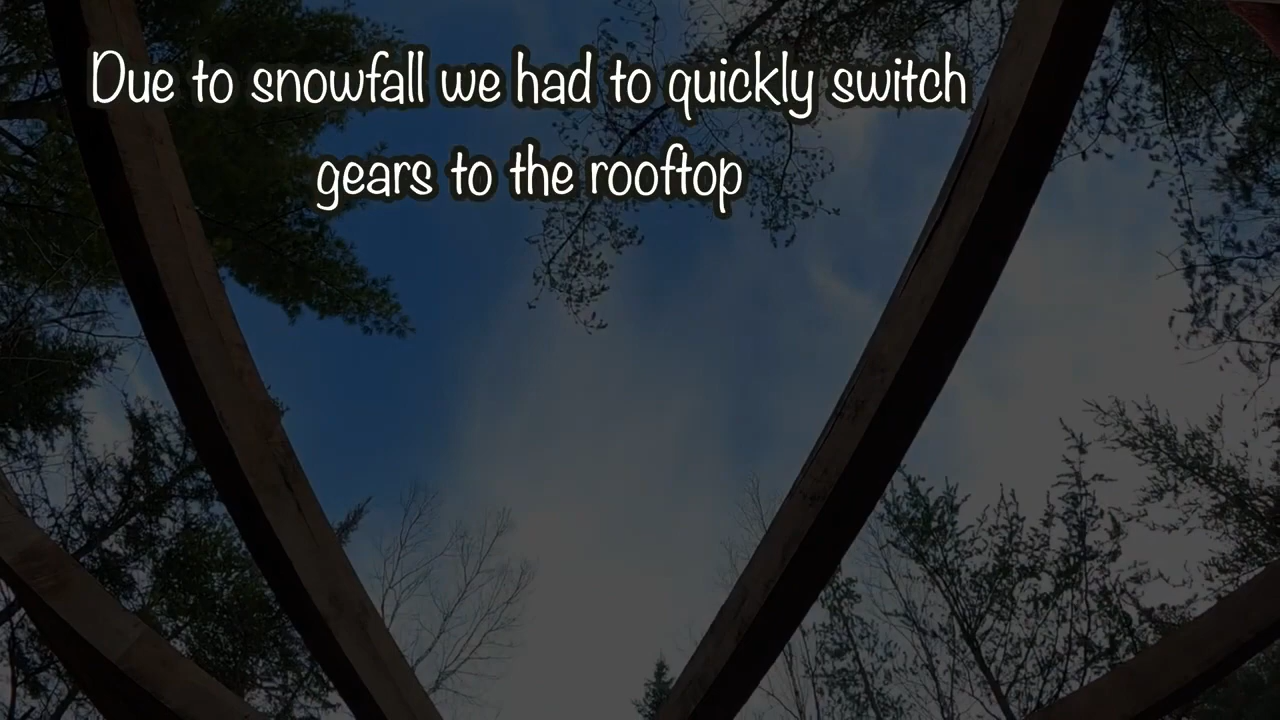 Due to snowfall we had to quickly switch
gears to the rooftop